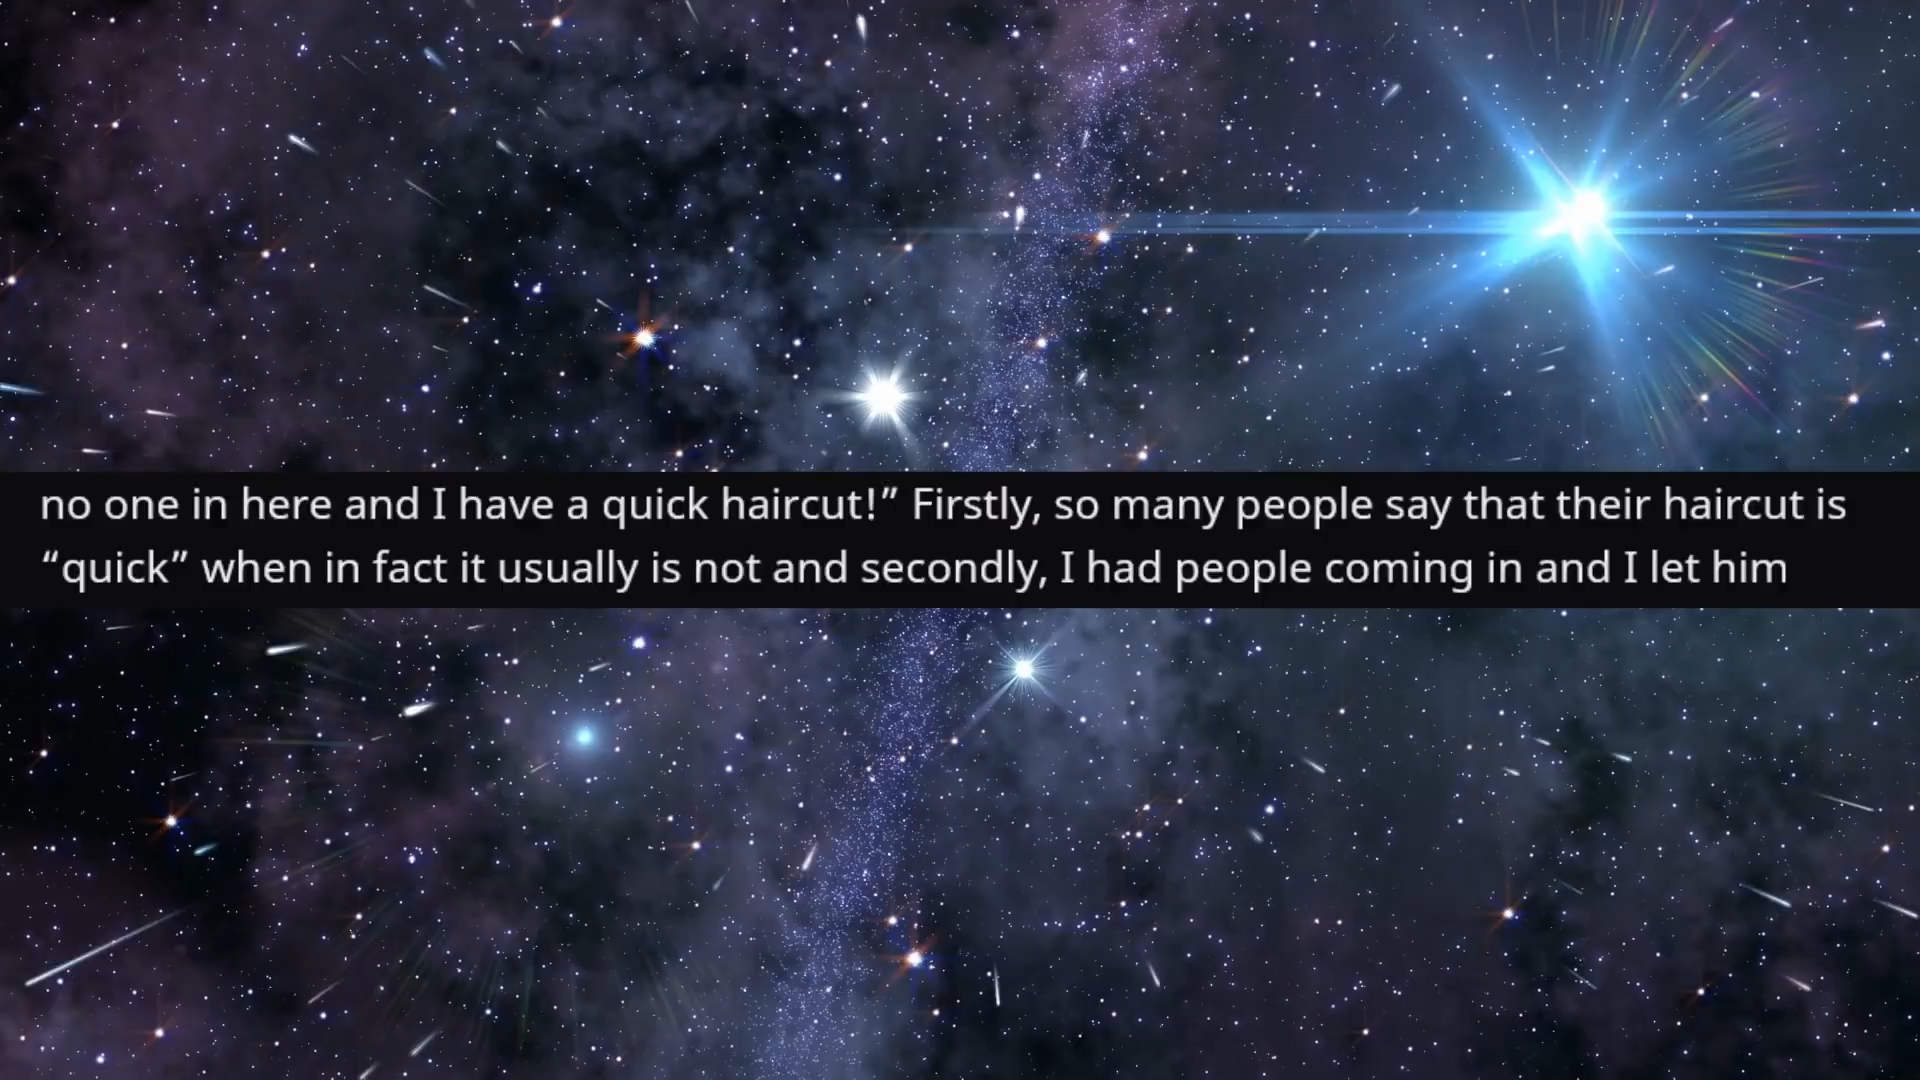 no one in here and I have a quick haircut!” Firstly, so many people say that their haircut is
“quick” when in fact it usually is not and secondly, I had people coming in and I let him